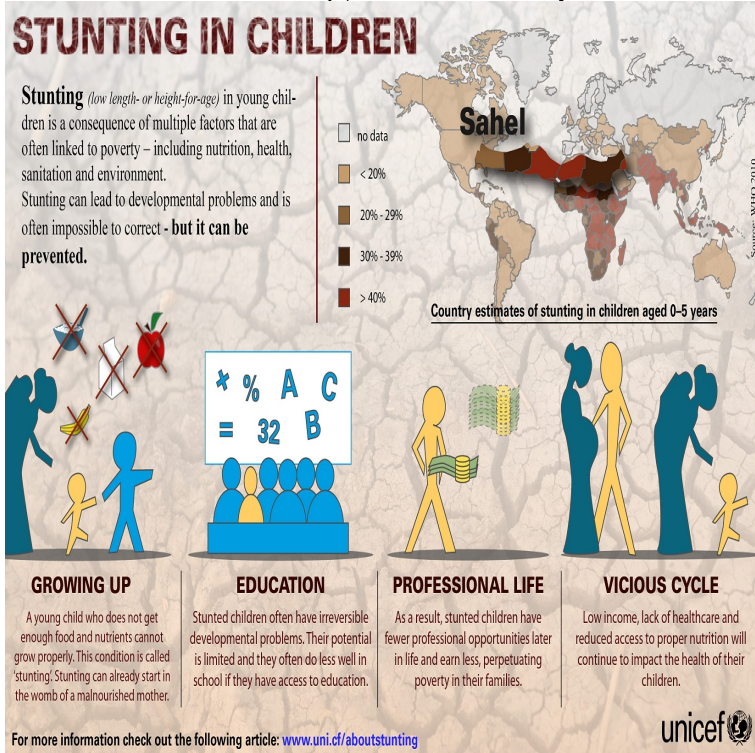 STUNTING IN CHILDREN
Stunting (low length- or height-for-age) in young chil-
dren is a consequence of multiple factors that are
often linked to poverty – including nutrition, health,
sanitation and environment.
Stunting can lead to developmental problems and is
often impossible to correct - but it can be
prevented.
no data
< 20%
20% - 29%
30% - 39%
> 40%
Sahel
Country estimates of stunting in children aged 0–5 years
+ % A C
= 32 B
GROWING UP
A young child who does not get
enough food and nutrients cannot
grow properly. This condition is called
'stunting'. Stunting can already start in
the womb of a malnourished mother.
EDUCATION
Stunted children often have irreversible
developmental problems. Their potential
is limited and they often do less well in
school if they have access to education.
PROFESSIONAL LIFE
As a result, stunted children have
fewer professional opportunities later
in life and earn less, perpetuating
poverty in their families.
VICIOUS CYCLE
Low income, lack of healthcare and
reduced access to proper nutrition will
continue to impact the health of their
children.
For more information check out the following article: www.uni.cf/aboutstunting
unicef